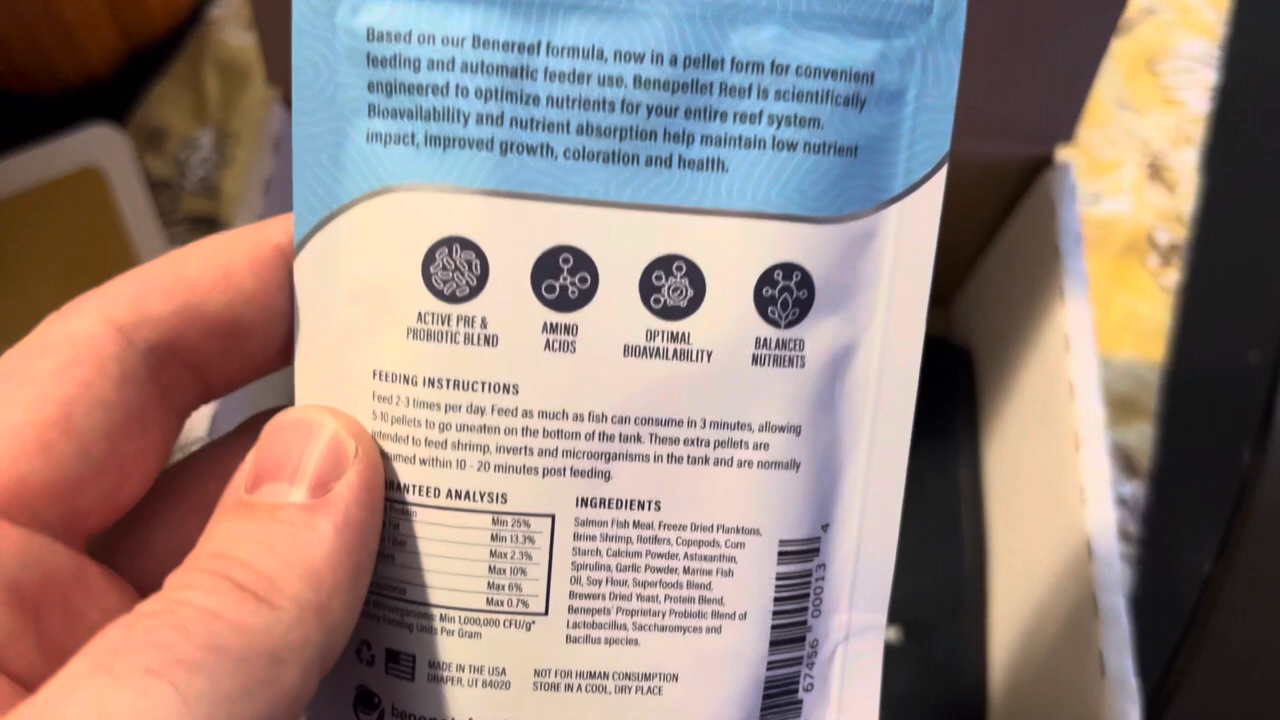 Based on our Benereef formula, now in a pellet form for convenient
feeding and automatic feeder use. Benepellet Reef is scientifically
engineered to optimize nutrients for your entire reef system.
Bioavailability and nutrient absorption help maintain low nutrient
impact, improved growth, coloration and health.
ACTIVE PRE &
PROBIOTIC BLEND
AMINO
ACIDS
OPTIMAL
BIOAVAILABILITY
BALANCED
NUTRIENTS
FEEDING INSTRUCTIONS
Feed 2-3 times per day. Feed as much as fish can consume in 3 minutes, allowing
5-10 pellets to go uneaten on the bottom of the tank. These extra pellets are
intended to feed shrimp, inverts and microorganisms in the tank and are normally
within 10 - 20 minutes post feeding.
ANALYSIS
Protein Min 25%
Fat Min 13.3%
Fiber Max 2.3%
Max 10%
Max 6%
Max 0.7%
Microorganisms: Min 1,000,000 CFU/g*
Forming Units Per Gram
INGREDIENTS
Salmon Fish Meal, Freeze Dried Planktons,
Brine Shrimp, Rotifers, Copepods, Corn
Starch, Calcium Powder, Astaxanthin,
Spirulina, Garlic Powder, Marine Fish
Oil, Soy Flour, Superfoods Blend,
Brewers Dried Yeast, Protein Blend,
Benepets' Proprietary Probiotic Blend of
Lactobacillus, Saccharomyces and
Bacillus species.
MADE IN THE USA
DRAPER, UT 84020
NOT FOR HUMAN CONSUMPTION
STORE IN A COOL, DRY PLACE
67456 00013 4